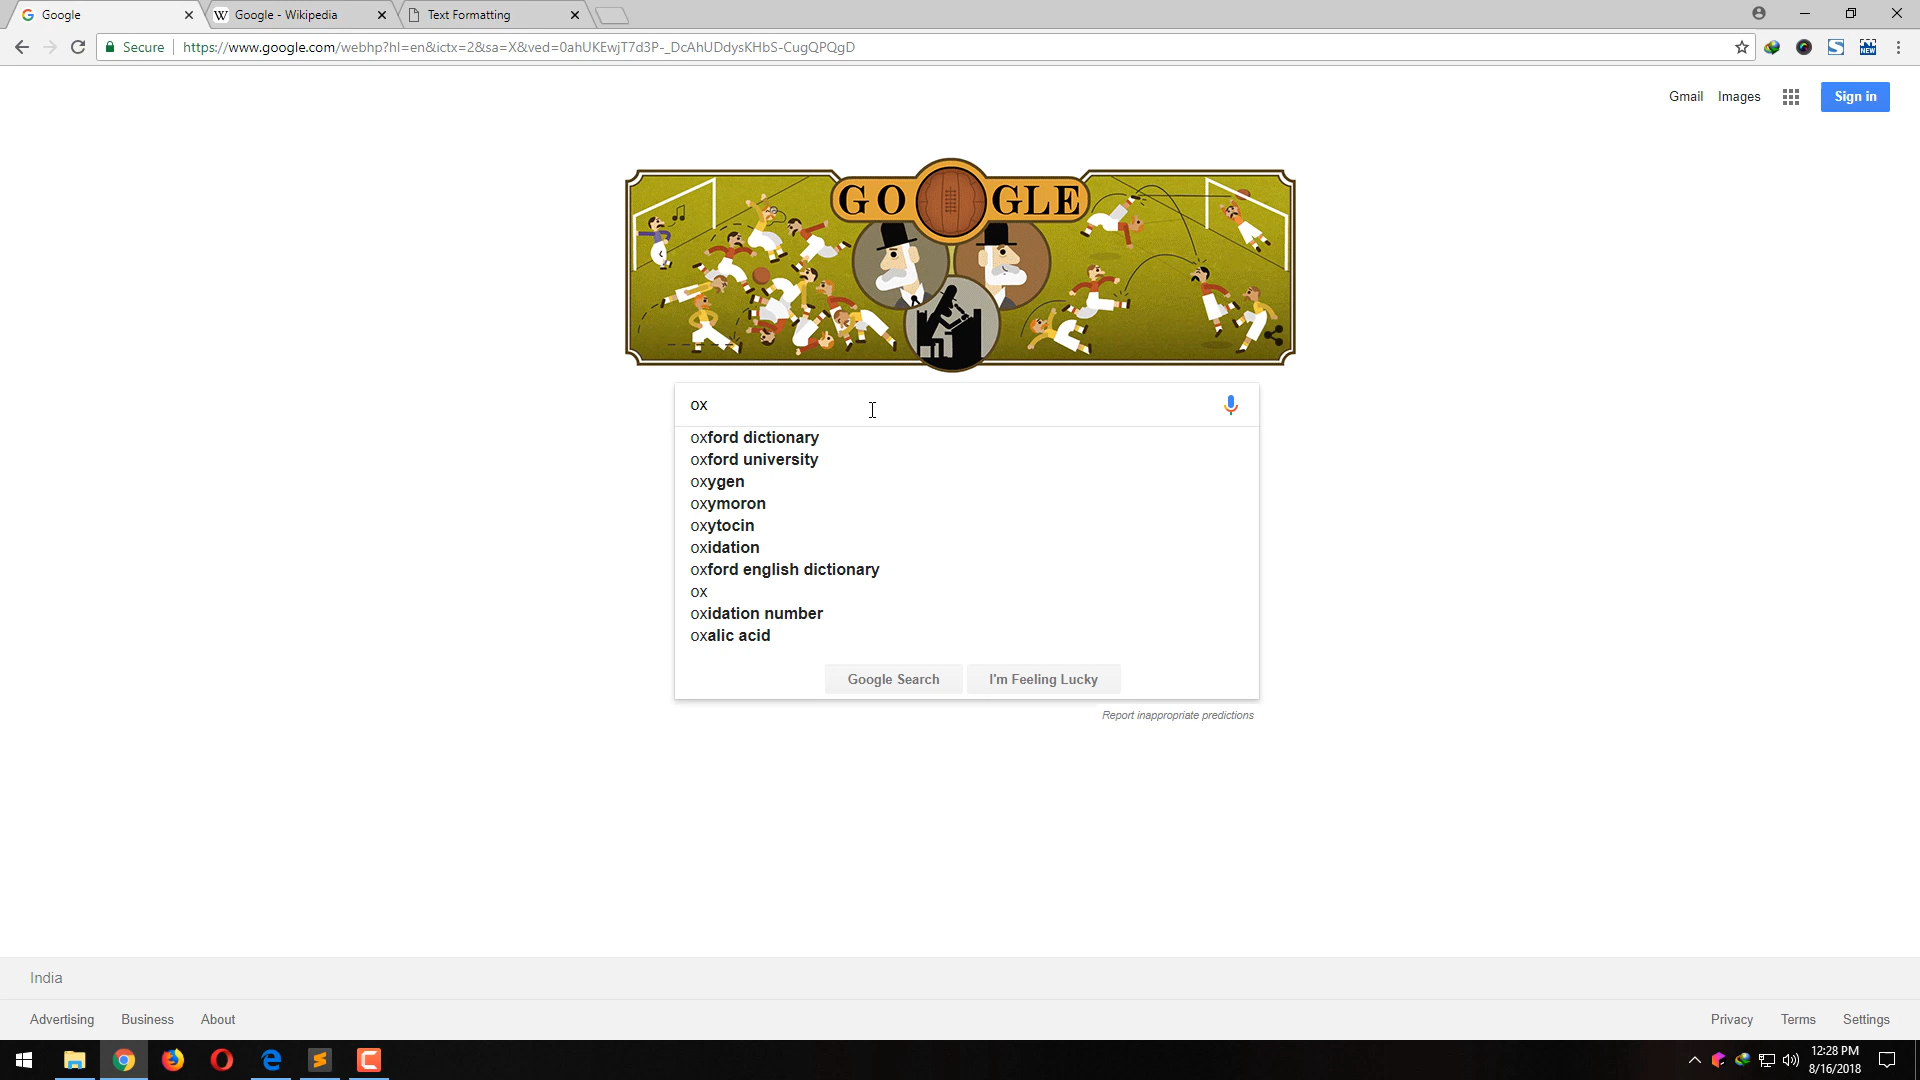 Google
Google - Wikipedia
Text Formatting
Secure
https://www.google.com/webhp?hl=en&ictx=2&sa=X&ved=0ahUKEwjT7d3P-_DcAhUDdysKHbS-CugQPQgD
NEW
Gmail Images
Sign in
GO GLE
ox
oxford dictionary
oxford university
oxygen
oxymoron
oxytocin
oxidation
oxford english dictionary
ox
oxidation number
oxalic acid
Google Search
I'm Feeling Lucky
Report inappropriate predictions
India
Advertising Business About
Privacy Terms Settings
12:28 PM
8/16/2018